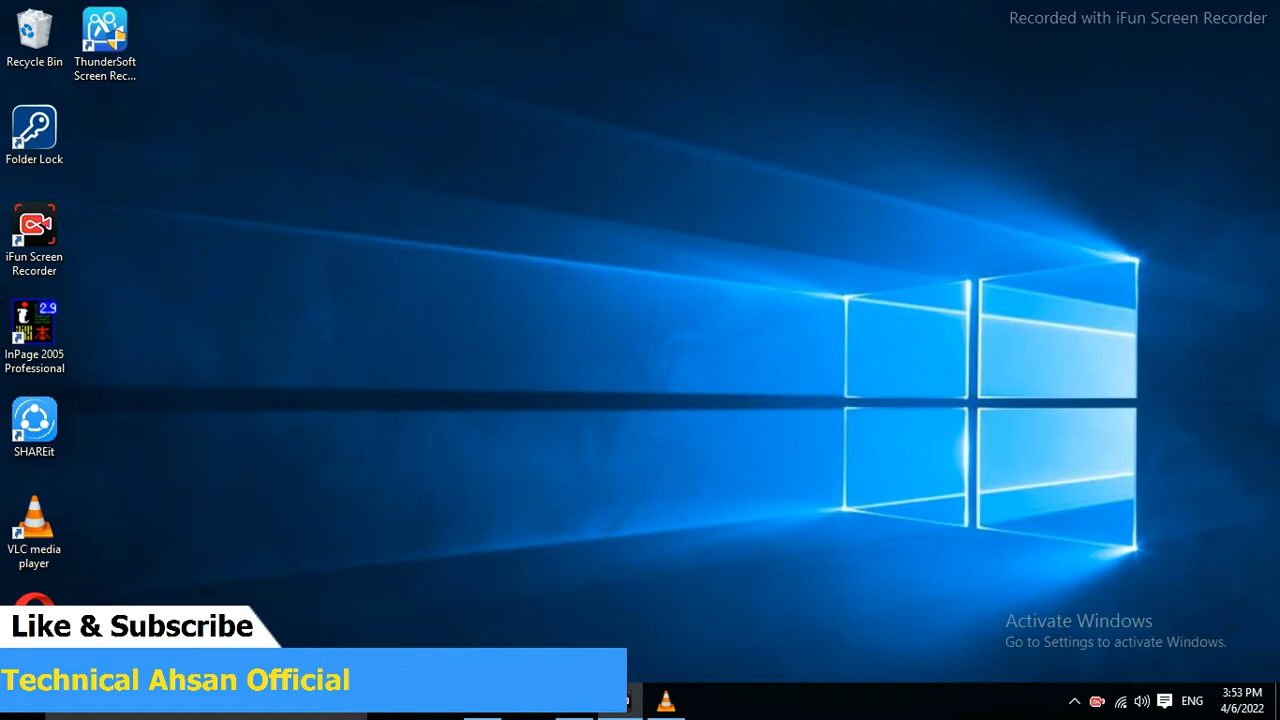 Recorded with iFun Screen Recorder
Recycle Bin
ThunderSoft
Screen Rec...
Folder Lock
iFun Screen
Recorder
2.9
InPage 2005
Professional
SHAREit
VLC media
player
Like & Subscribe
Technical Ahsan Official
Activate Windows
Go to Settings to activate Windows.
ENG
3:53 PM
4/6/2022